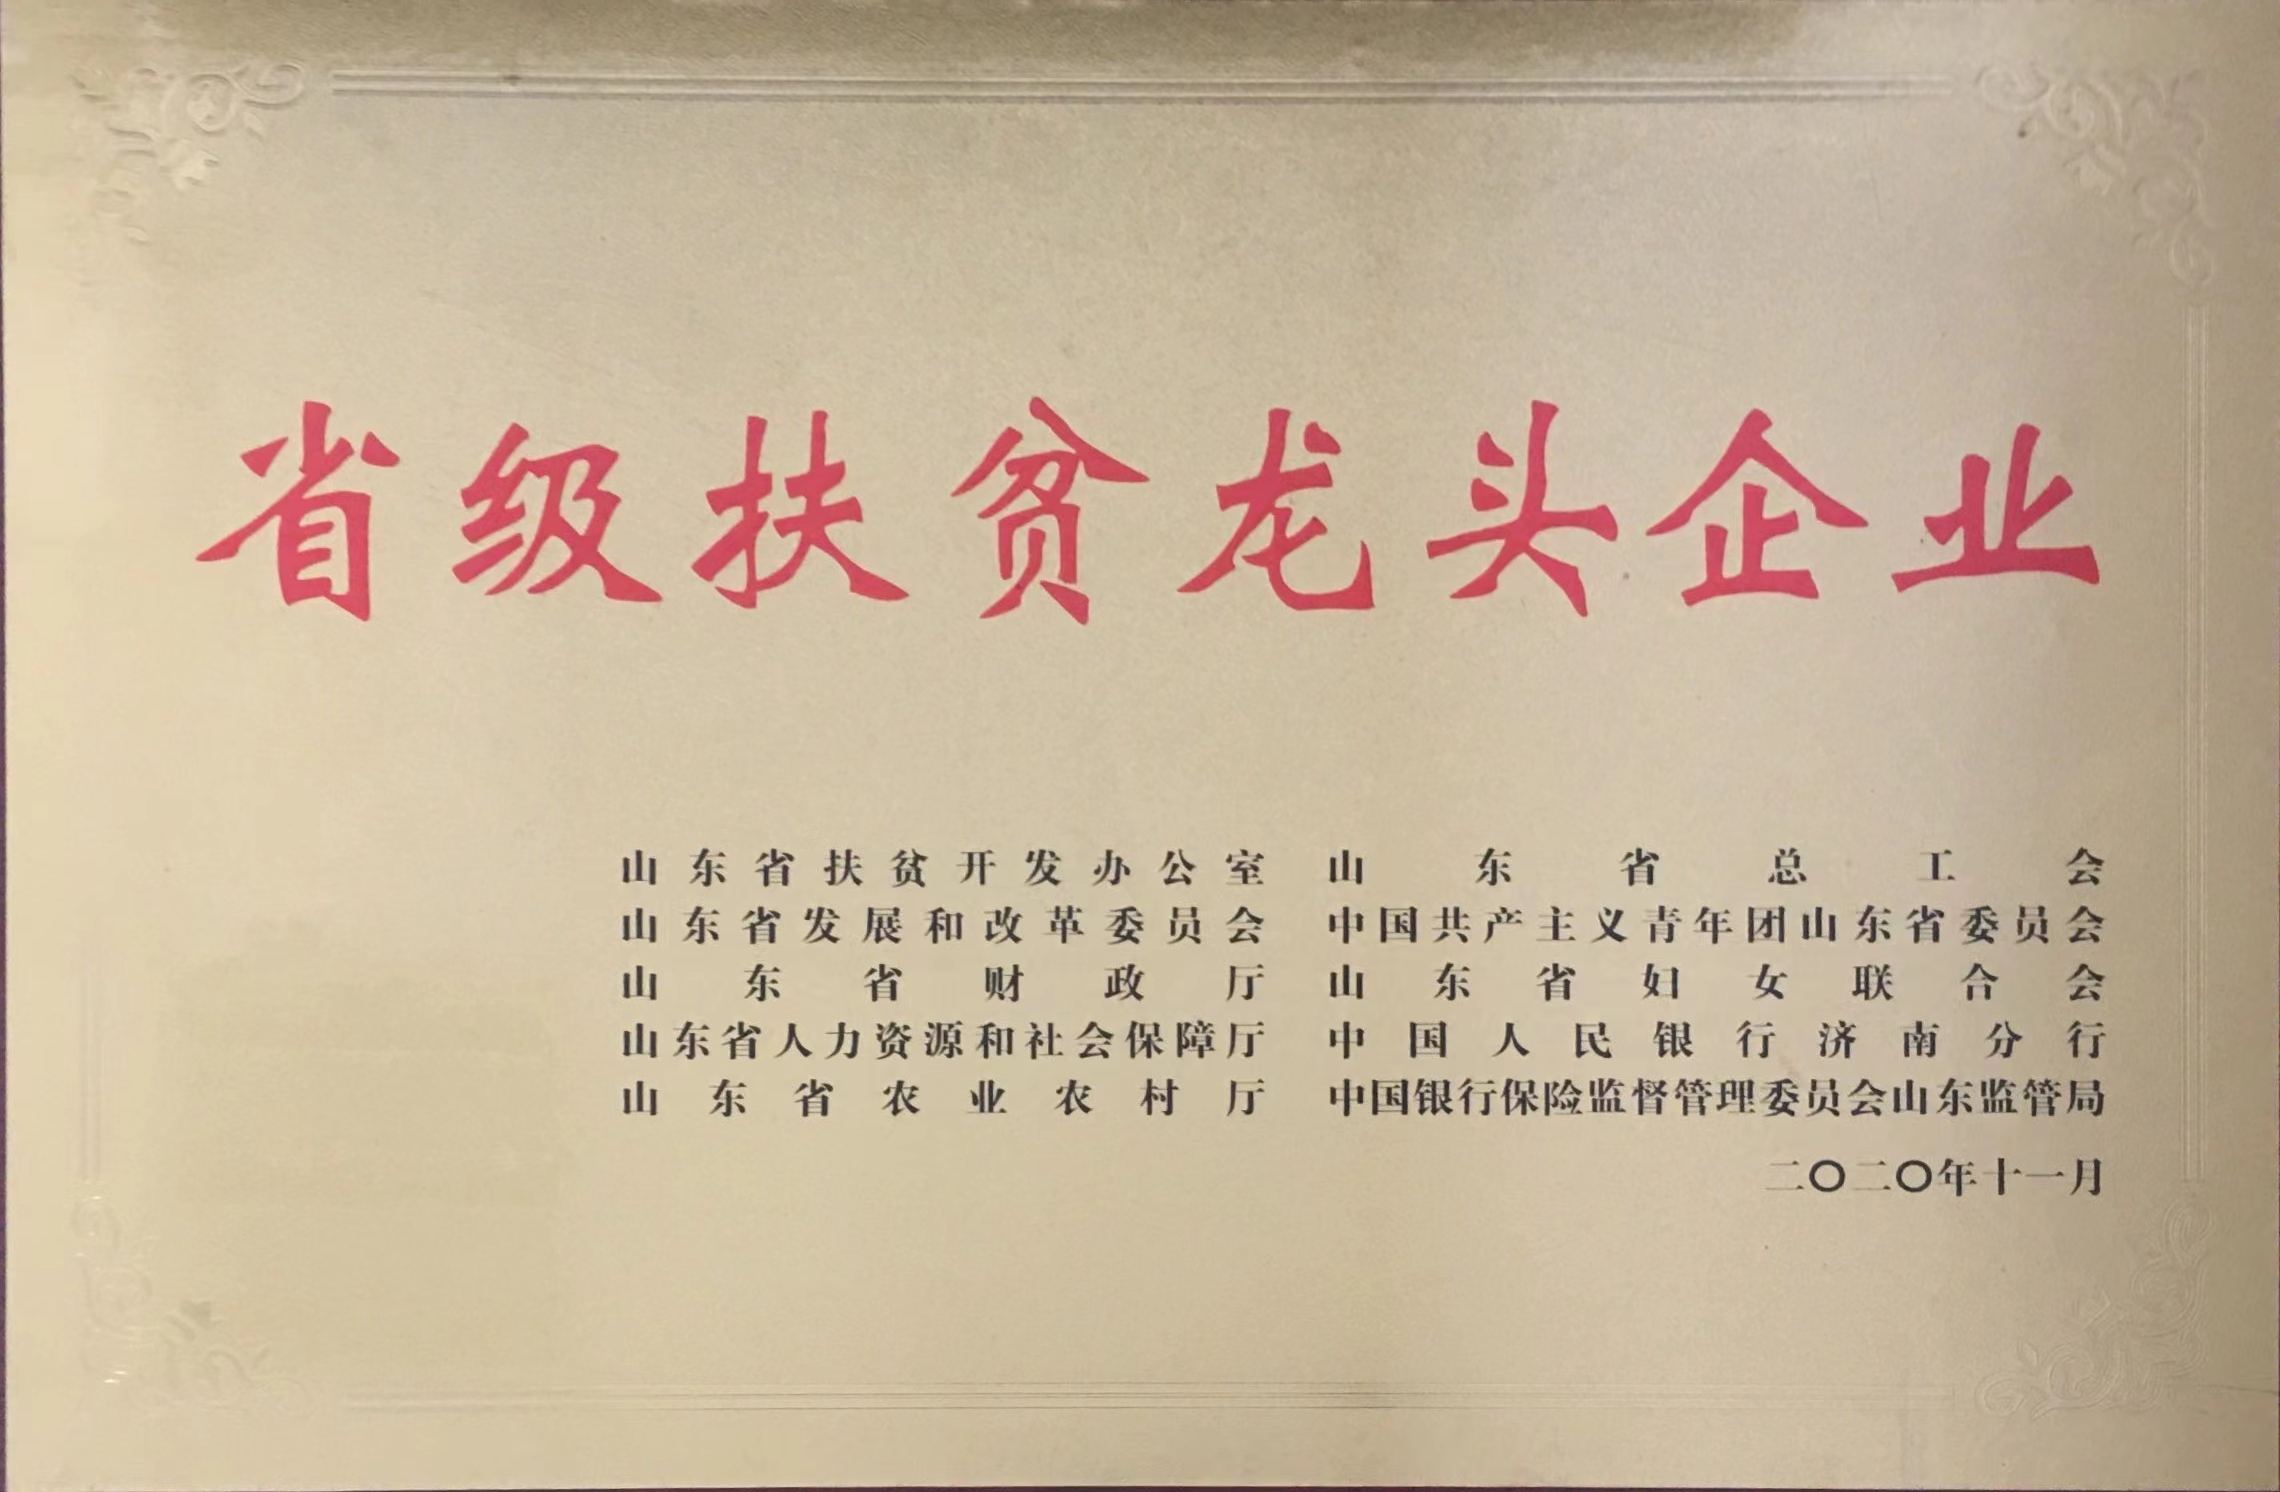 省级扶贫龙头企业
山东省扶贫开发办公室 山东省总工会
山东省发展和改革委员会 中国共产主义青年团山东省委员会
山东省财政厅 山东省妇女联合会
山东省人力资源和社会保障厅 中国人民银行济南分行
山东省农业农村厅 中国银行保险监督管理委员会山东监管局
二〇二〇年十一月